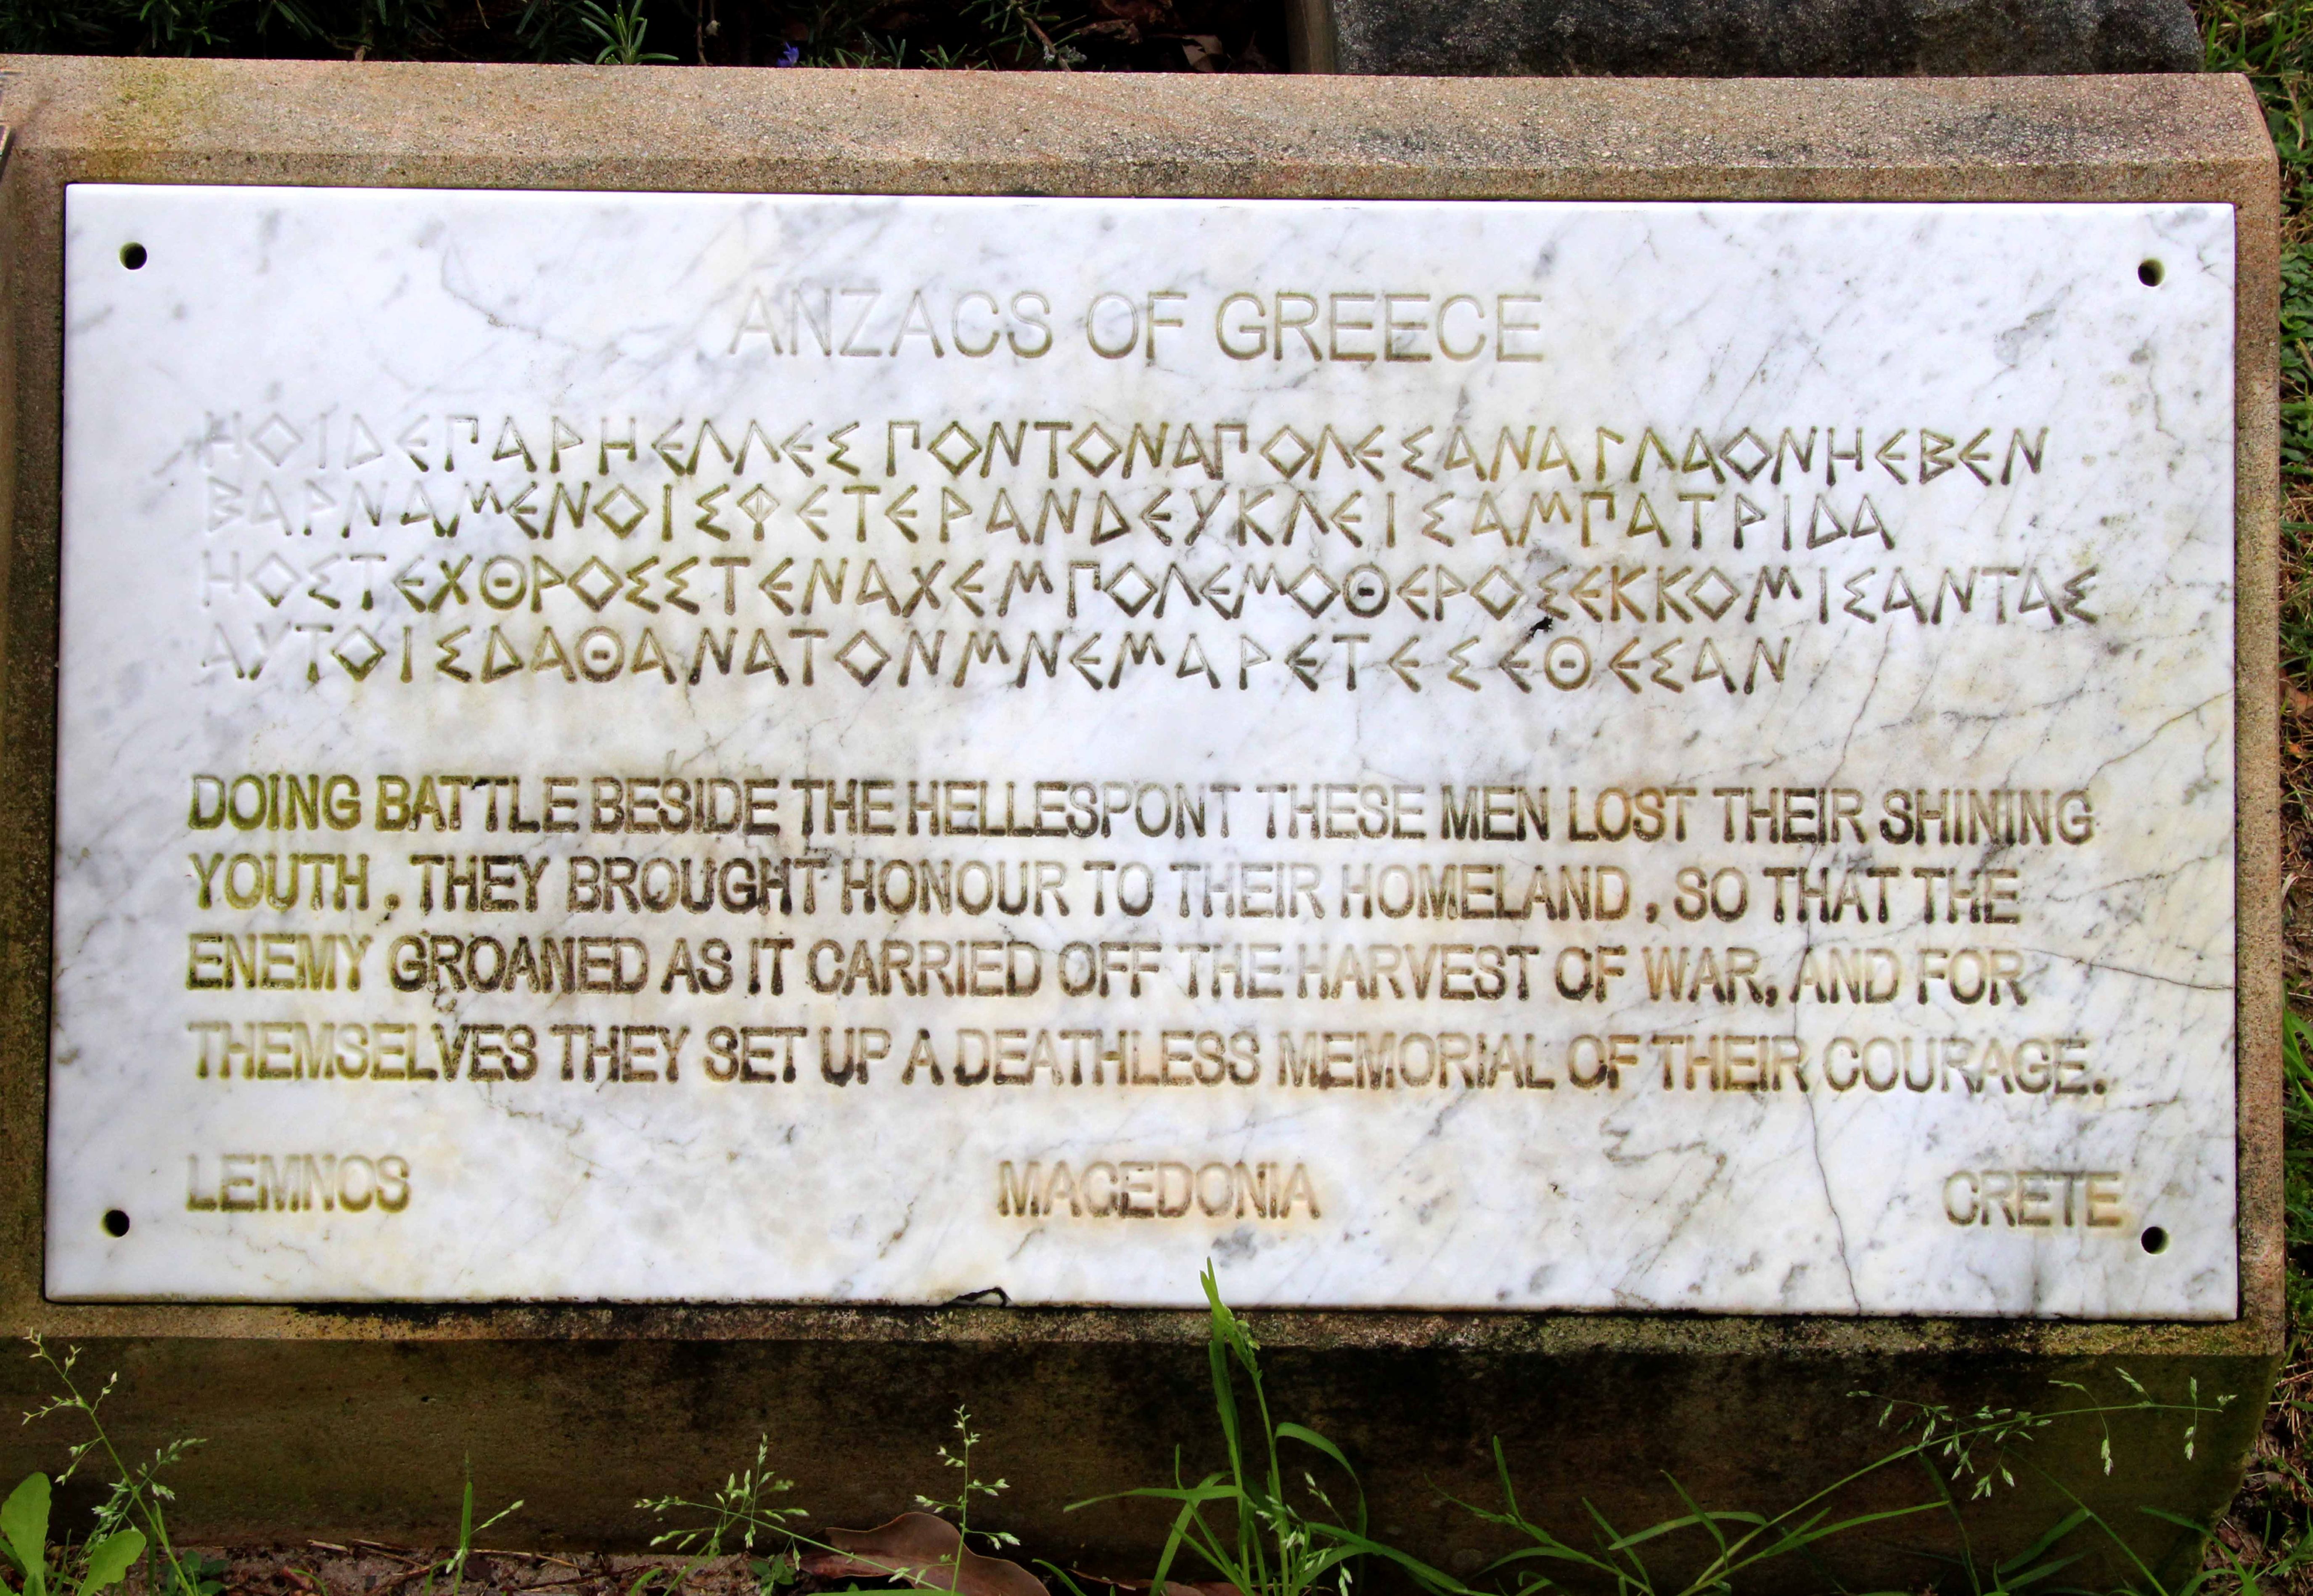 ANZACS OF GREECE
ΗΟΙΔΕΓΑΡΗΕΛΛΕΣΓΟΝΤΟΝΑΓΟΛΕΣΑΝΑΓΛΑΟΝΗΕΒΕΝ
ΒΑΡΝΑΜΕΝΟΙΣΦΕΤΕΡΑΝΔΕΥΚΛΕΙΣΑΜΠΑΤΡΙΔΑ
ΗΟΣΤΕΧΘΡΟΣΣΤΕΝΑΧΕΜΠΟΛΕΜΟΘΕΡΟΣΕΚΚΟΜΙΣΑΝΤΑΣ
ΑΥΤΟΙΣΔΑΘΑΝΑΤΟΝΜΝΕΜΑΡΕΤΕΣΕΘΕΣΑΝ
DOING BATTLE BESIDE THE HELLESPONT THESE MEN LOST THEIR SHINING
YOUTH. THEY BROUGHT HONOUR TO THEIR HOMELAND, SO THAT THE
ENEMY GROANED AS IT CARRIED OFF THE HARVEST OF WAR, AND FOR
THEMSELVES THEY SET UP A DEATHLESS MEMORIAL OF THEIR COURAGE.
LEMNOS MACEDONIA CRETE